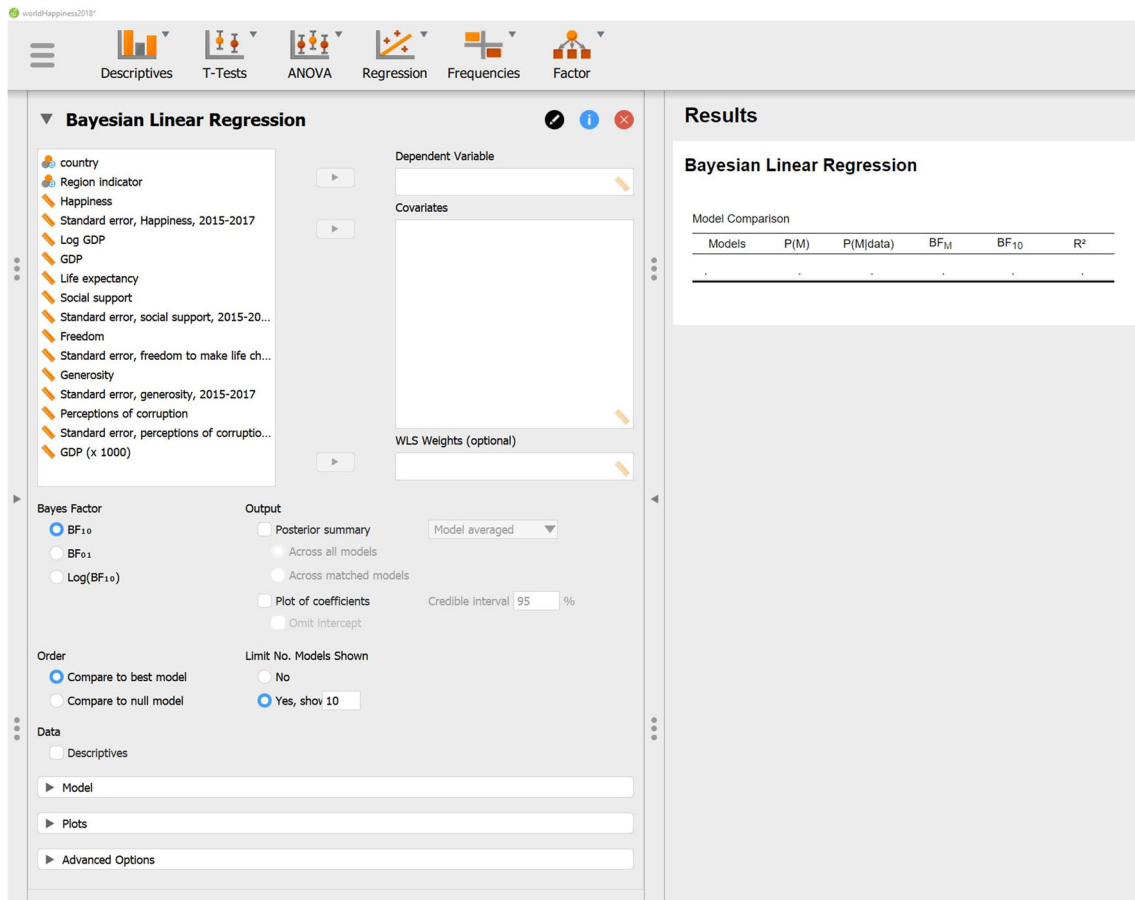 worldHappiness2018*
Descriptives T-Tests ANOVA Regression Frequencies Factor
Bayesian Linear Regression
country
Region indicator
Happiness
Standard error, Happiness, 2015-2017
Log GDP
GDP
Life expectancy
Social support
Standard error, social support, 2015-20...
Freedom
Standard error, freedom to make life ch...
Generosity
Standard error, generosity, 2015-2017
Perceptions of corruption
Standard error, perceptions of corruptio...
GDP (x 1000)
Dependent Variable
Covariates
WLS Weights (optional)
Bayes Factor
BF₁₀
BF₀₁
Log(BF₁₀)
Output
Posterior summary Model averaged
Across all models
Across matched models
Plot of coefficients Credible interval 95 %
Omit intercept
Order
Compare to best model
Compare to null model
Limit No. Models Shown
No
Yes, show 10
Data
Descriptives
Model
Plots
Advanced Options
Results
Bayesian Linear Regression
Model Comparison
Models P(M) P(M|data) BF_M BF₁₀ R²
. . . . . .